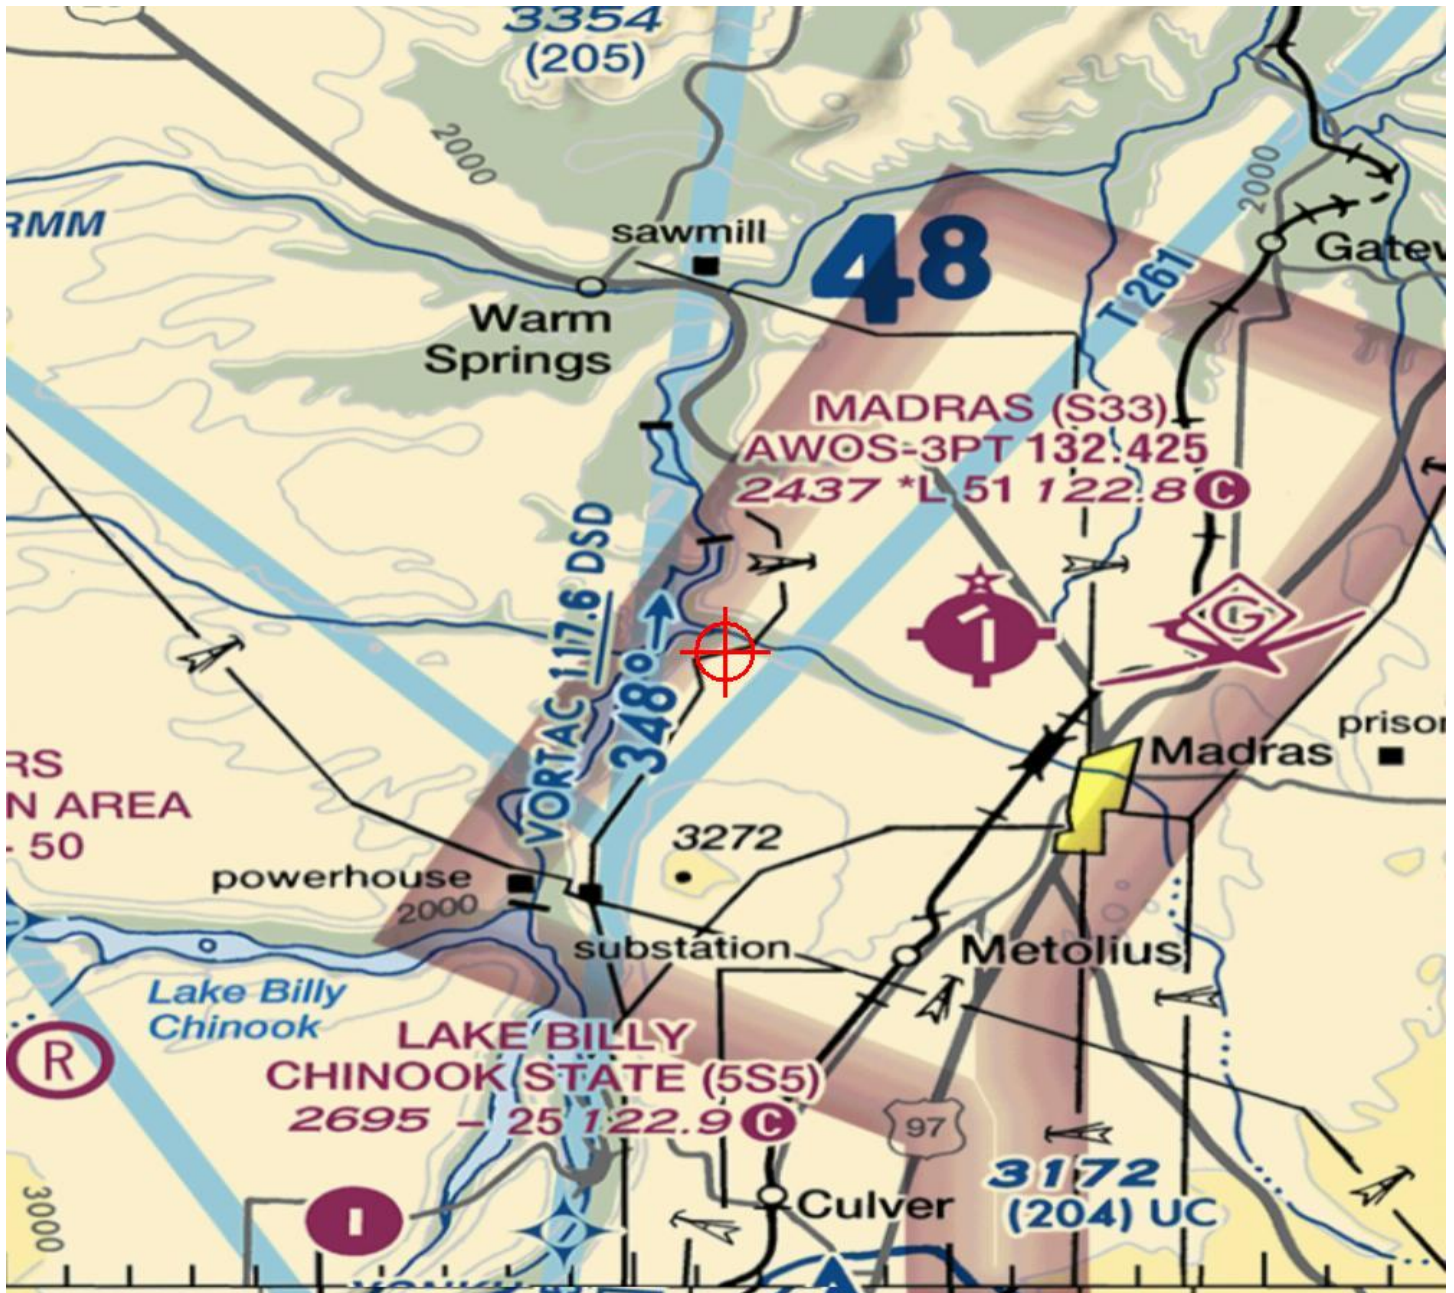 3354
(205)
2000
2000
RMM
sawmill
48
T 261
Warm
Springs
MADRAS (S33)
AWOS-3PT 132.425
2437 *L 51 122.8 C
VORTAC 117.6 DSD
348°
1
G
RS
N AREA
- 50
prison
Madras
3272
powerhouse
2000
substation
Metolius
Lake Billy
Chinook
R
LAKE BILLY
CHINOOK STATE (5S5)
2695 - 25 122.9 C
97
3172
(204) UC
3000
Culver